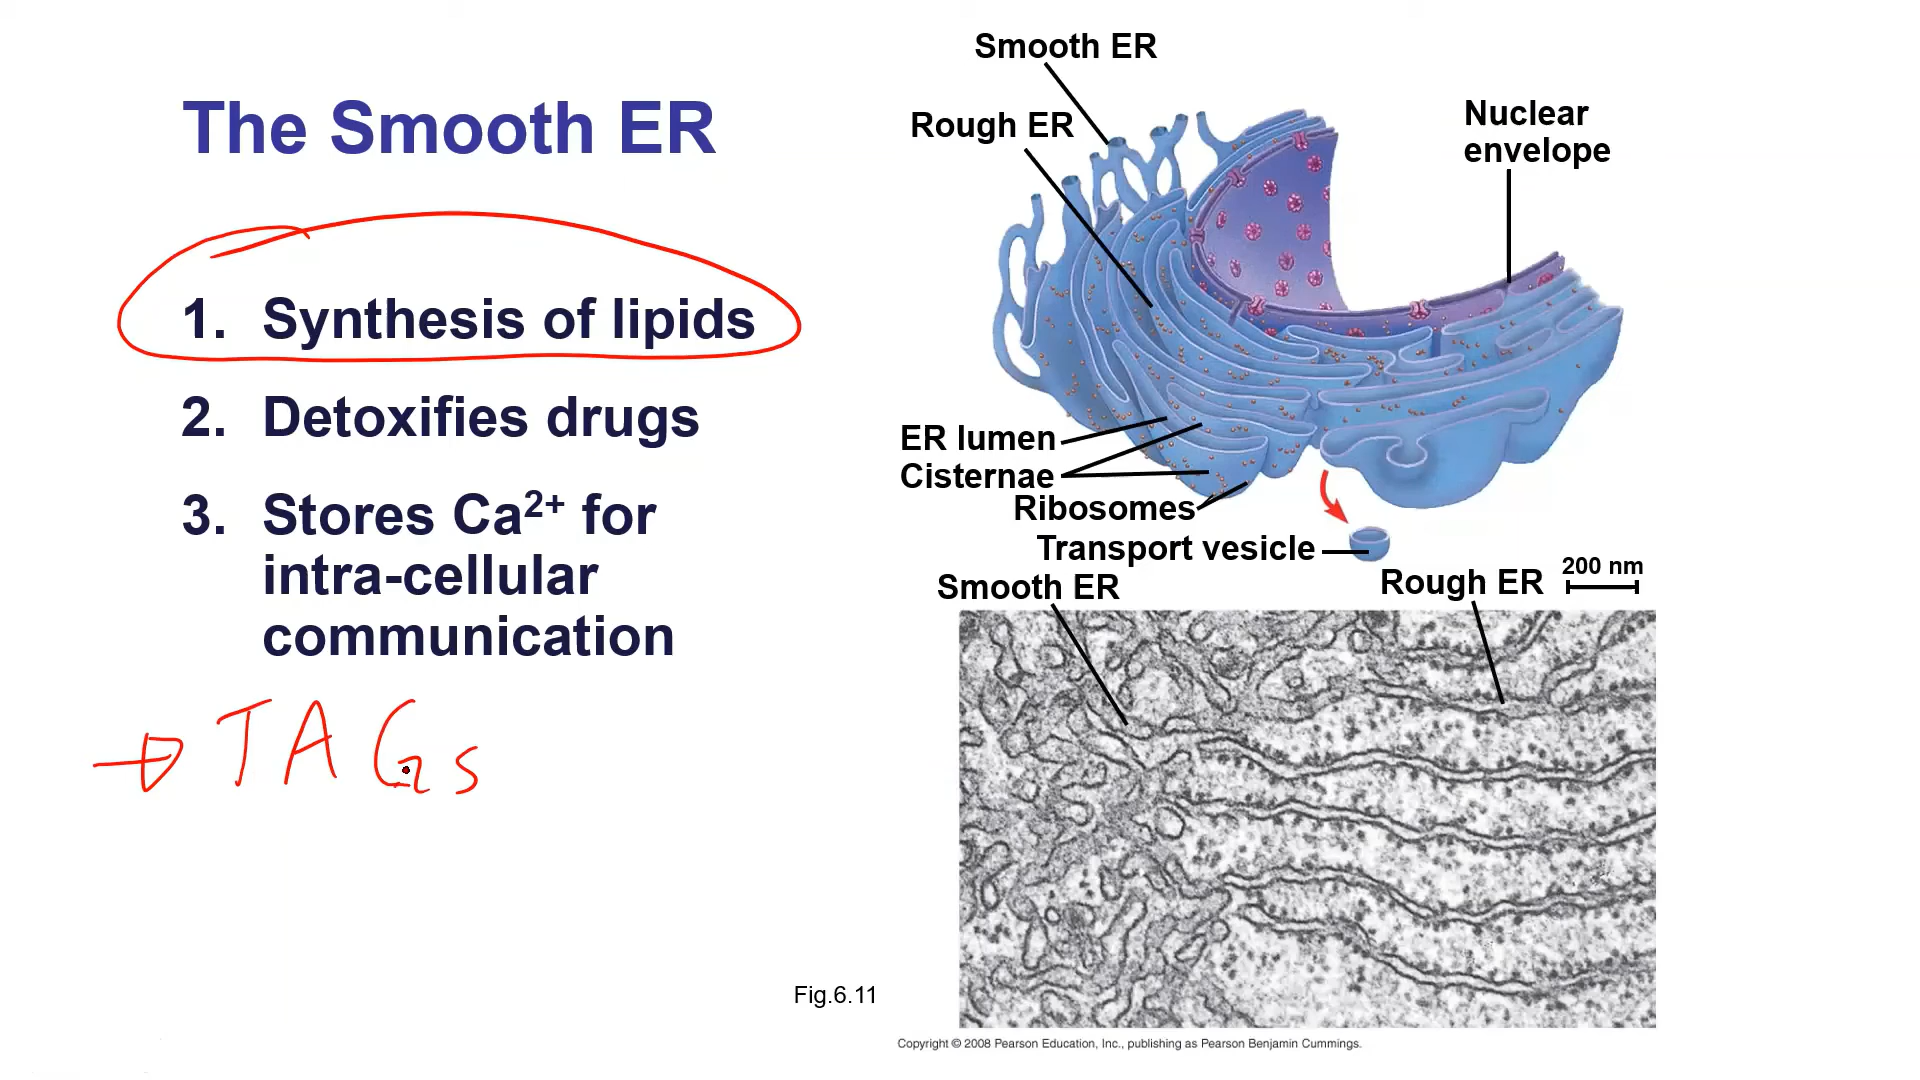 The Smooth ER
1. Synthesis of lipids
2. Detoxifies drugs
3. Stores Ca²⁺ for
intra-cellular
communication
TAGs
Smooth ER
Rough ER
Nuclear
envelope
ER lumen
Cisternae
Ribosomes
Transport vesicle
Smooth ER
Rough ER
200 nm
Fig.6.11
Copyright © 2008 Pearson Education, Inc., publishing as Pearson Benjamin Cummings.